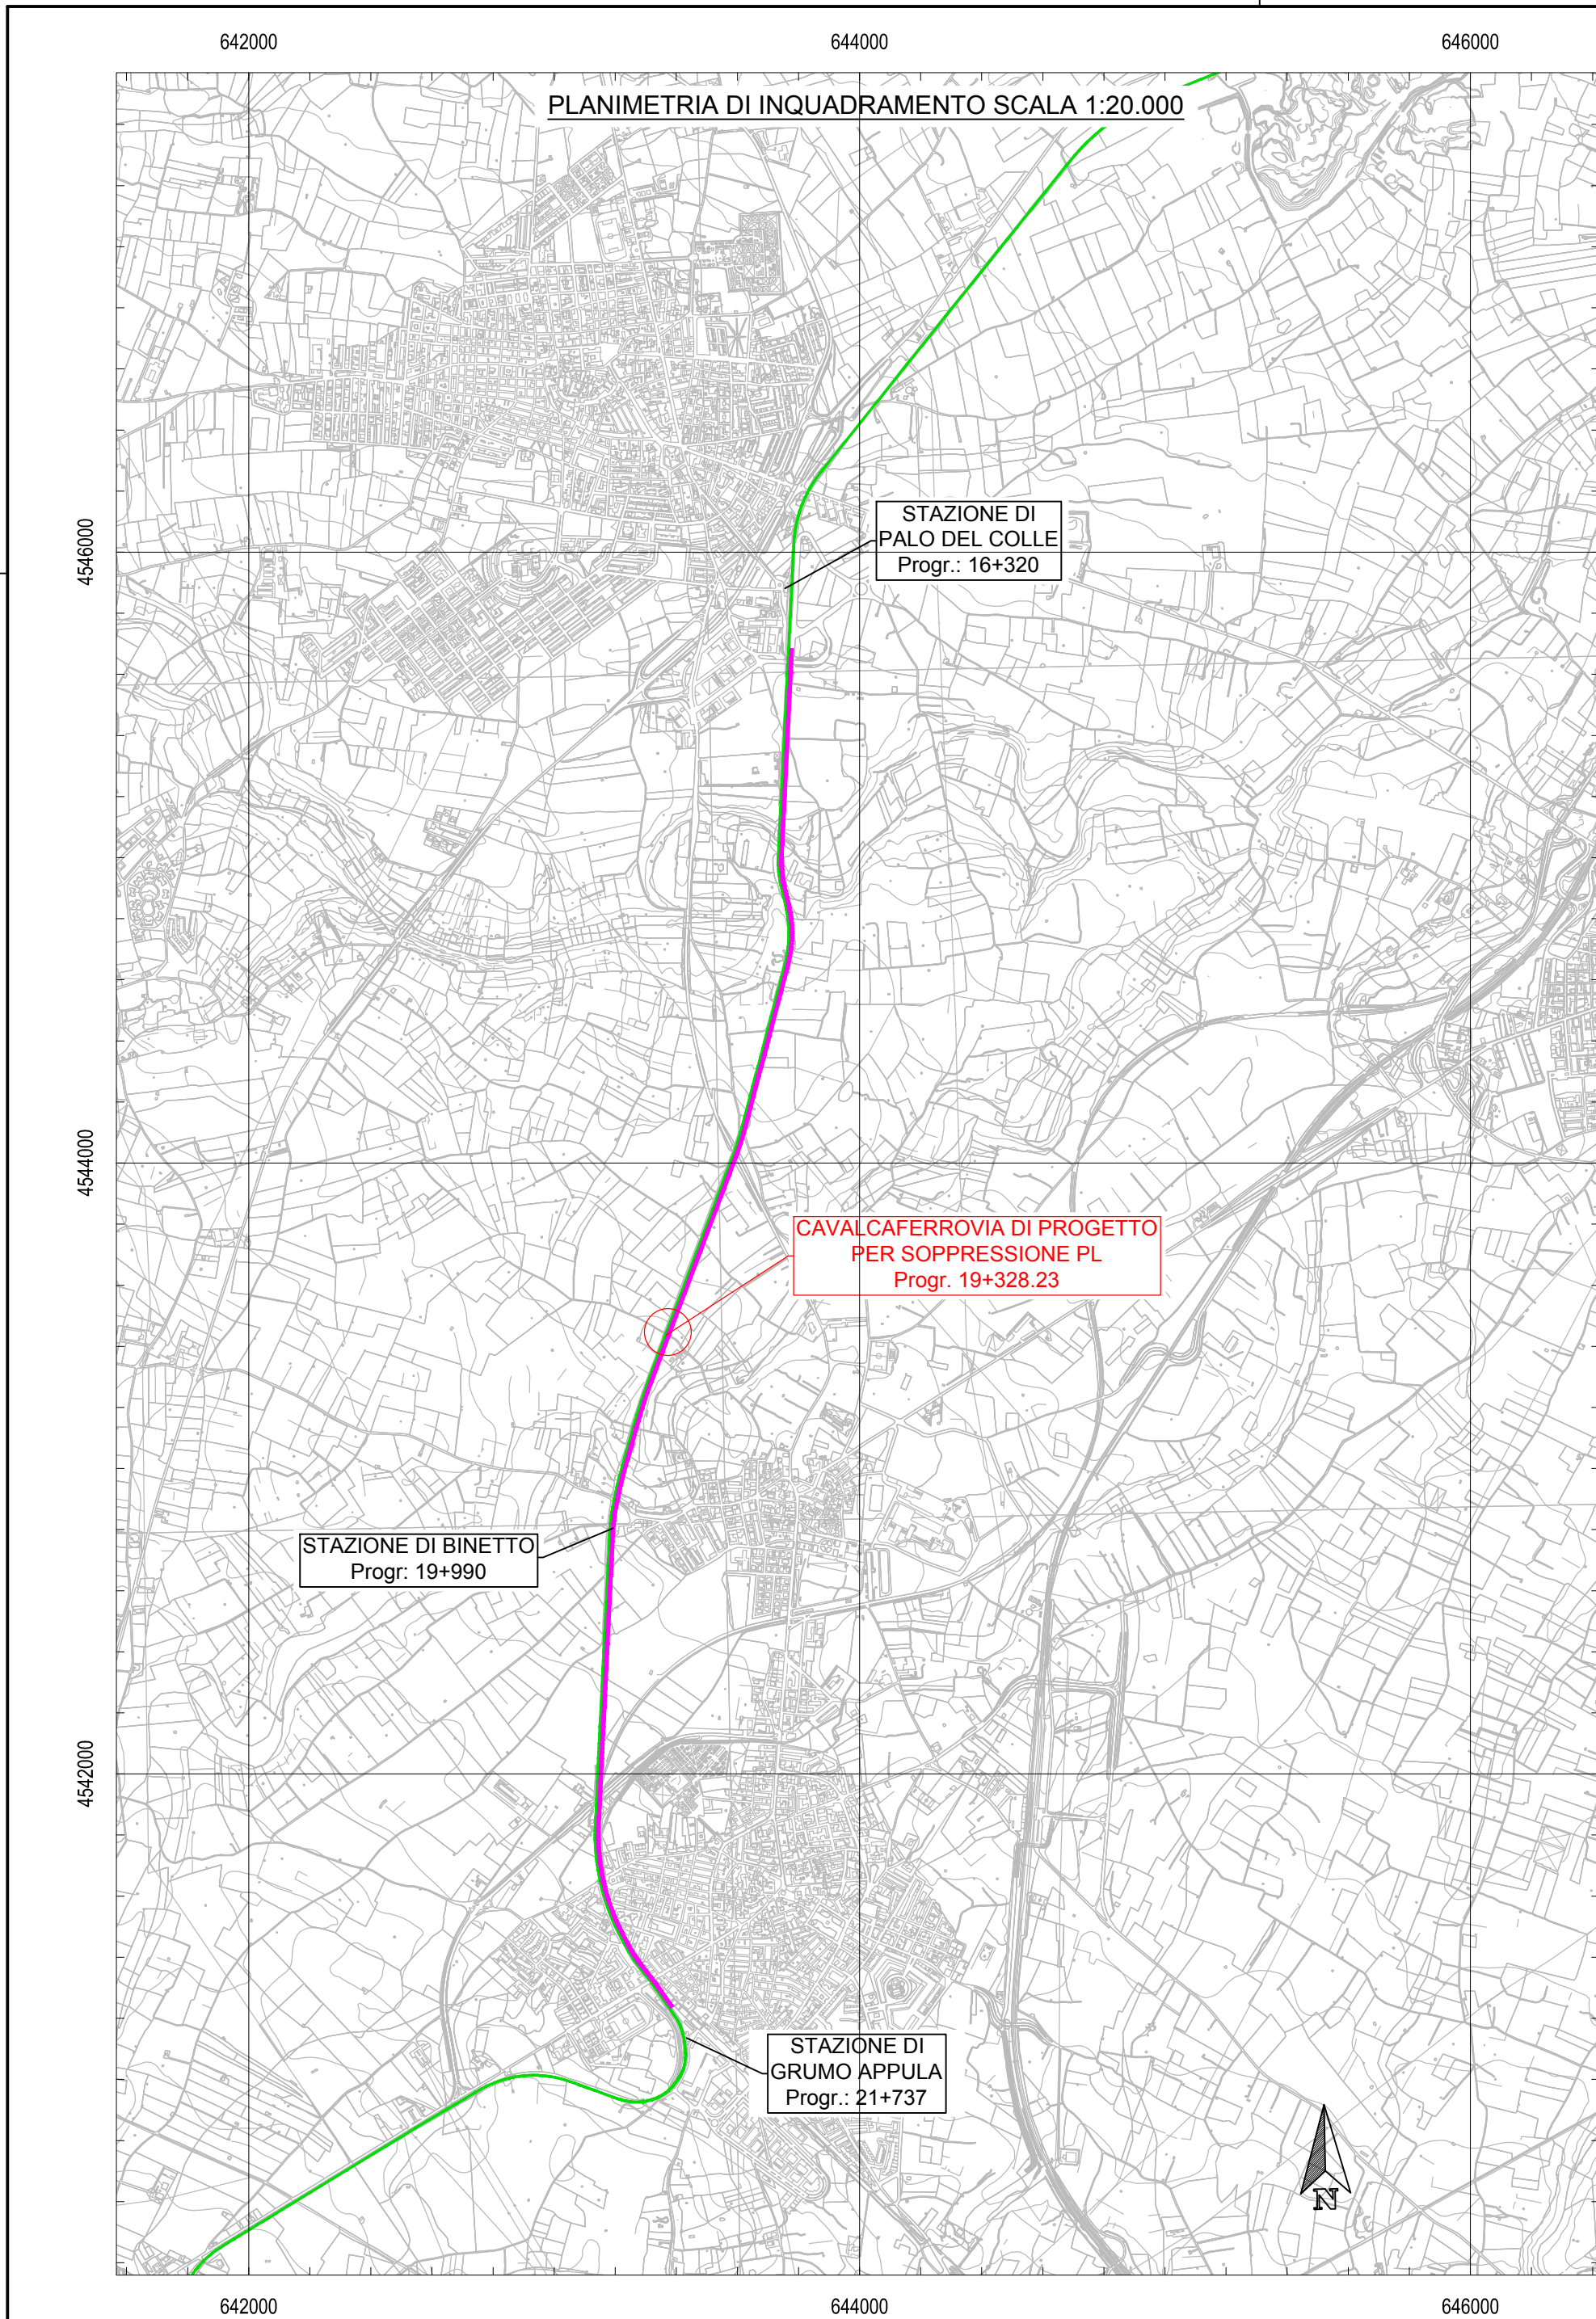 642000
644000
646000
PLANIMETRIA DI INQUADRAMENTO SCALA 1:20.000
STAZIONE DI
PALO DEL COLLE
Progr.: 16+320
4546000
4544000
CAVALCAFERROVIA DI PROGETTO
PER SOPPRESSIONE PL
Progr. 19+328.23
STAZIONE DI BINETTO
Progr: 19+990
4542000
STAZIONE DI
GRUMO APPULA
Progr.: 21+737
N
642000
644000
646000